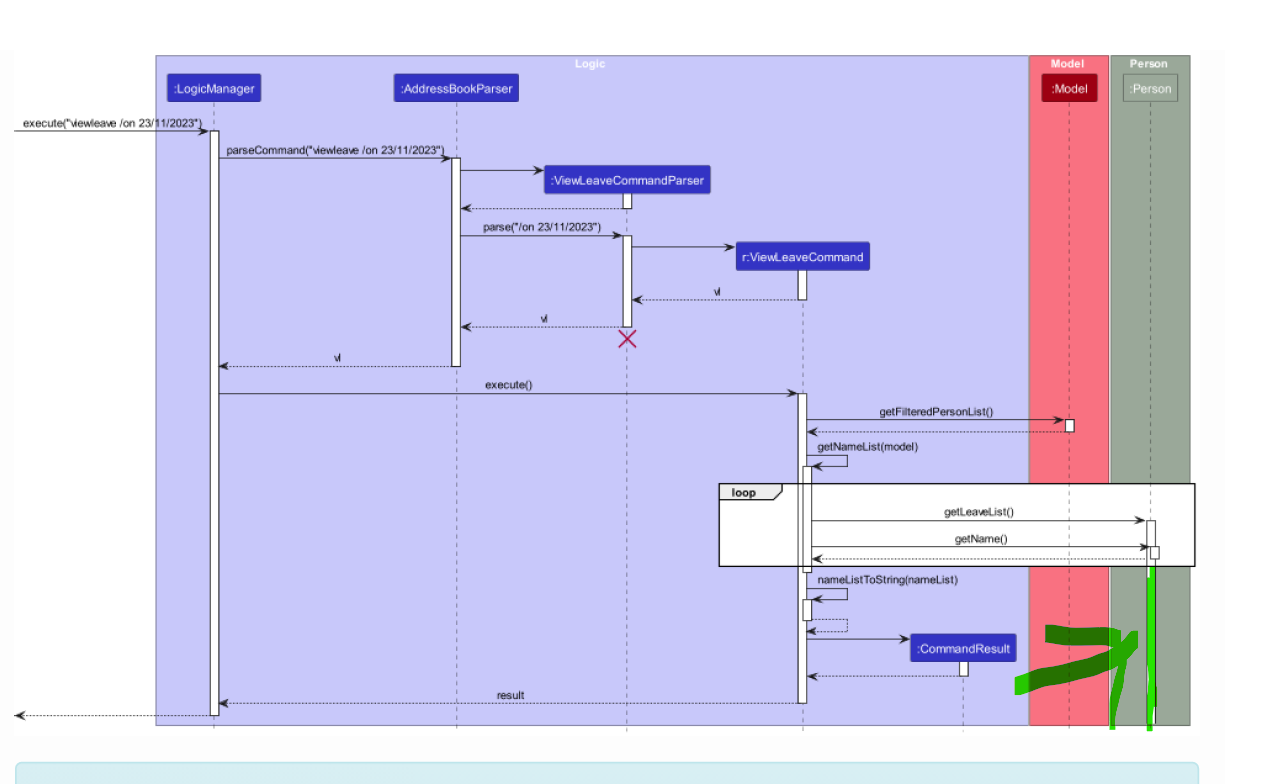 Logic
Model
Person
:LogicManager
:AddressBookParser
:Model
:Person
execute("viewleave /on 23/11/2023")
parseCommand("viewleave /on 23/11/2023")
:ViewLeaveCommandParser
parse("/on 23/11/2023")
r:ViewLeaveCommand
vl
vl
vl
execute()
getFilteredPersonList()
getNameList(model)
loop
getLeaveList()
getName()
nameListToString(nameList)
:CommandResult
result